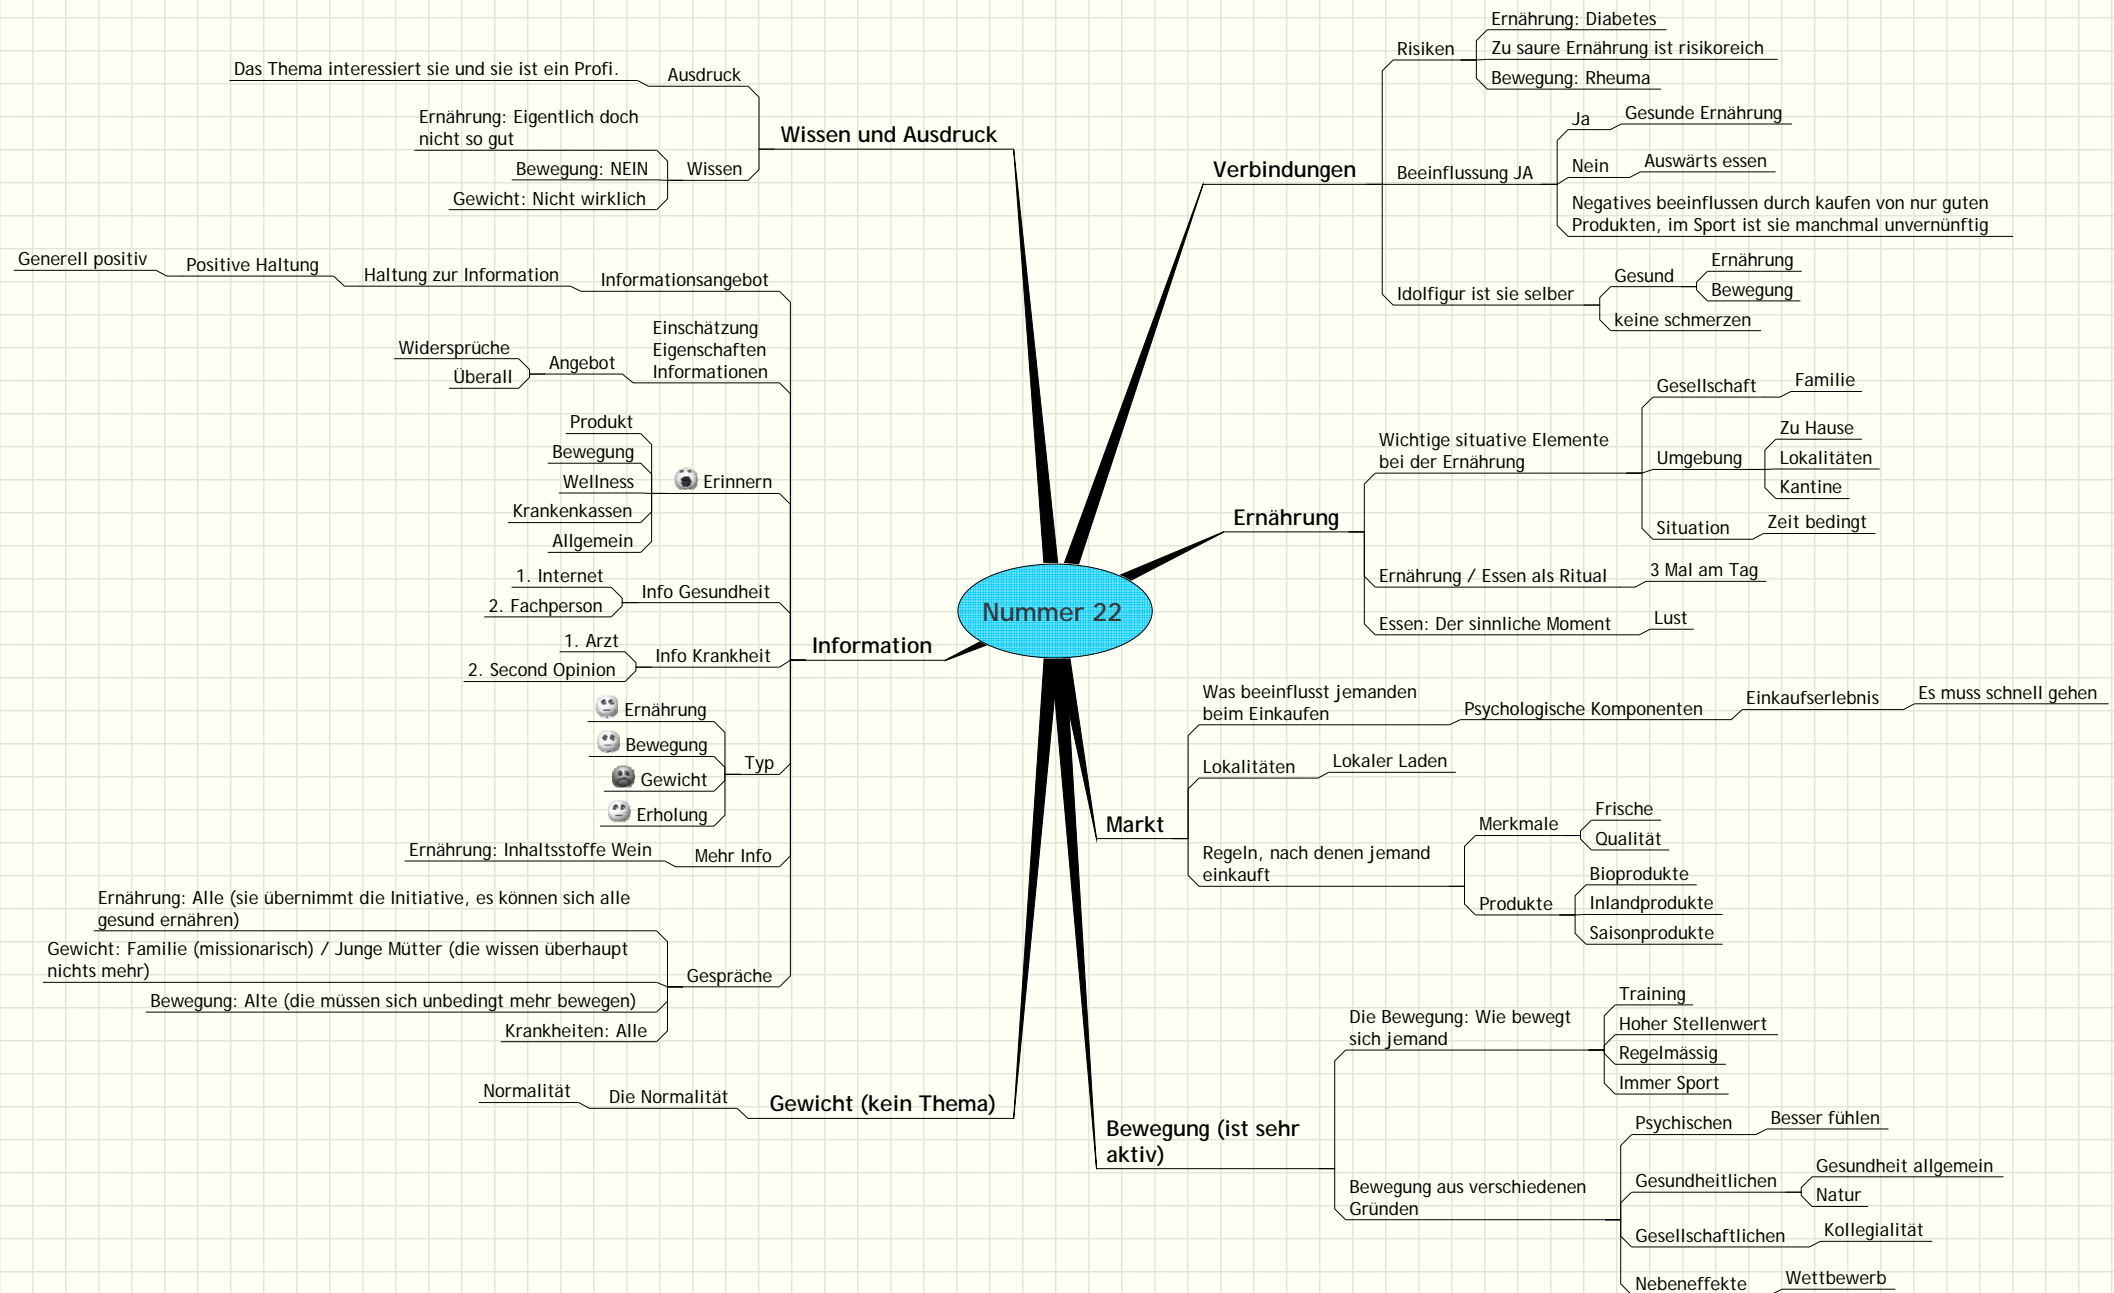 Nummer 22
Wissen und Ausdruck
Ausdruck
Das Thema interessiert sie und sie ist ein Profi.
Wissen
Ernährung: Eigentlich doch
nicht so gut
Bewegung: NEIN
Gewicht: Nicht wirklich
Information
Informationsangebot
Haltung zur Information
Positive Haltung
Generell positiv
Einschätzung
Eigenschaften
Informationen
Angebot
Widersprüche
Überall
Erinnern
Produkt
Bewegung
Wellness
Krankenkassen
Allgemein
Info Gesundheit
1. Internet
2. Fachperson
Info Krankheit
1. Arzt
2. Second Opinion
Typ
Ernährung
Bewegung
Gewicht
Erholung
Mehr Info
Ernährung: Inhaltsstoffe Wein
Gespräche
Ernährung: Alle (sie übernimmt die Initiative, es können sich alle
gesund ernähren)
Gewicht: Familie (missionarisch) / Junge Mütter (die wissen überhaupt
nichts mehr)
Bewegung: Alte (die müssen sich unbedingt mehr bewegen)
Krankheiten: Alle
Gewicht (kein Thema)
Die Normalität
Normalität
Verbindungen
Risiken
Ernährung: Diabetes
Zu saure Ernährung ist risikoreich
Bewegung: Rheuma
Beeinflussung JA
Ja
Gesunde Ernährung
Nein
Auswärts essen
Negatives beeinflussen durch kaufen von nur guten
Produkten, im Sport ist sie manchmal unvernünftig
Idolfigur ist sie selber
Gesund
Ernährung
Bewegung
keine schmerzen
Ernährung
Wichtige situative Elemente
bei der Ernährung
Gesellschaft
Familie
Umgebung
Zu Hause
Lokalitäten
Kantine
Situation
Zeit bedingt
Ernährung / Essen als Ritual
3 Mal am Tag
Essen: Der sinnliche Moment
Lust
Markt
Was beeinflusst jemanden
beim Einkaufen
Psychologische Komponenten
Einkaufserlebnis
Es muss schnell gehen
Lokalitäten
Lokaler Laden
Regeln, nach denen jemand
einkauft
Merkmale
Frische
Qualität
Produkte
Bioprodukte
Inlandprodukte
Saisonprodukte
Bewegung (ist sehr
aktiv)
Die Bewegung: Wie bewegt
sich jemand
Training
Hoher Stellenwert
Regelmässig
Immer Sport
Bewegung aus verschiedenen
Gründen
Psychischen
Besser fühlen
Gesundheitlichen
Gesundheit allgemein
Natur
Gesellschaftlichen
Kollegialität
Nebeneffekte
Wettbewerb